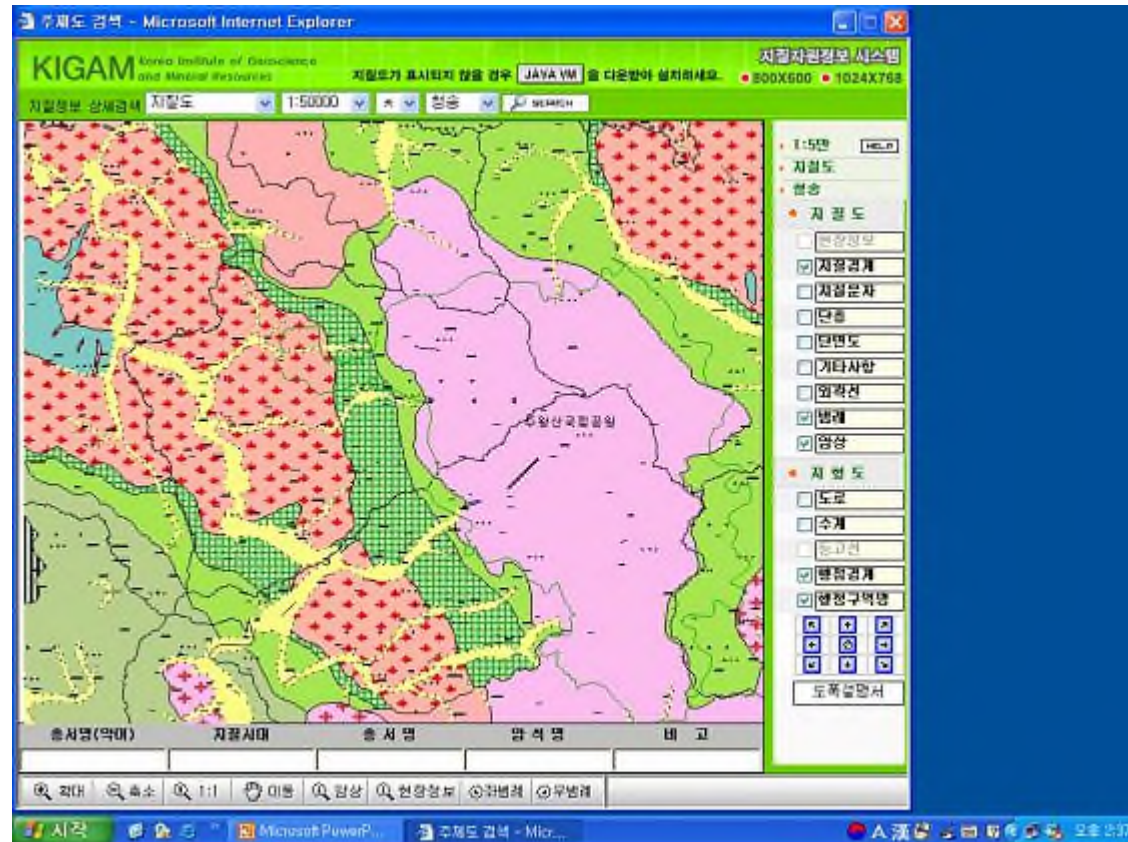 주제도 검색 - Microsoft Internet Explorer
KIGAM Korea Institute of Geoscience and Mineral Resources
지질도가 표시되지 않을 경우 JAVA VM 을 다운받아 설치하세요.
지질자원정보 시스템
800X600 1024X768
지질정보 상세검색 지질도 1:50000 ㅊ 청송 SEARCH
1:5만 HELP
지질도
청송
지 질 도
현장정보
지질경계
지질문자
단층
단면도
기타사항
외곽선
범례
암상
지 형 도
도로
수계
등고선
행정경계
행정구역명
도폭설명서
주왕산국립공원
층서명(약어) 지질시대 층 서 명 암 석 명 비 고
확대 축소 1:1 이동 암상 현장정보 좌범례 우범례
시작 Microsoft PowerP... 주제도 검색 - Micr... A 漢 오후 2:37